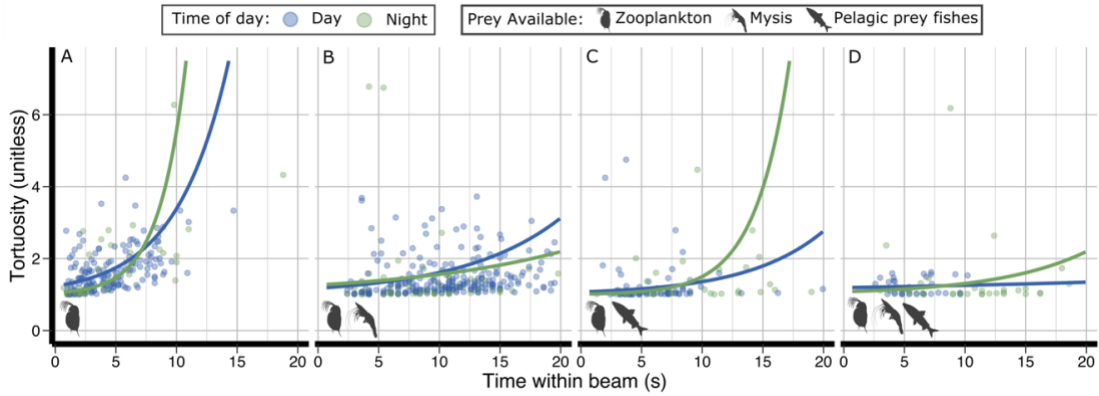 Time of day: Day Night
Prey Available: Zooplankton Mysis Pelagic prey fishes
A B C D
Tortuosity (unitless)
6
4
2
0
0 5 10 15 20 0 5 10 15 20 0 5 10 15 20 0 5 10 15 20
Time within beam (s)